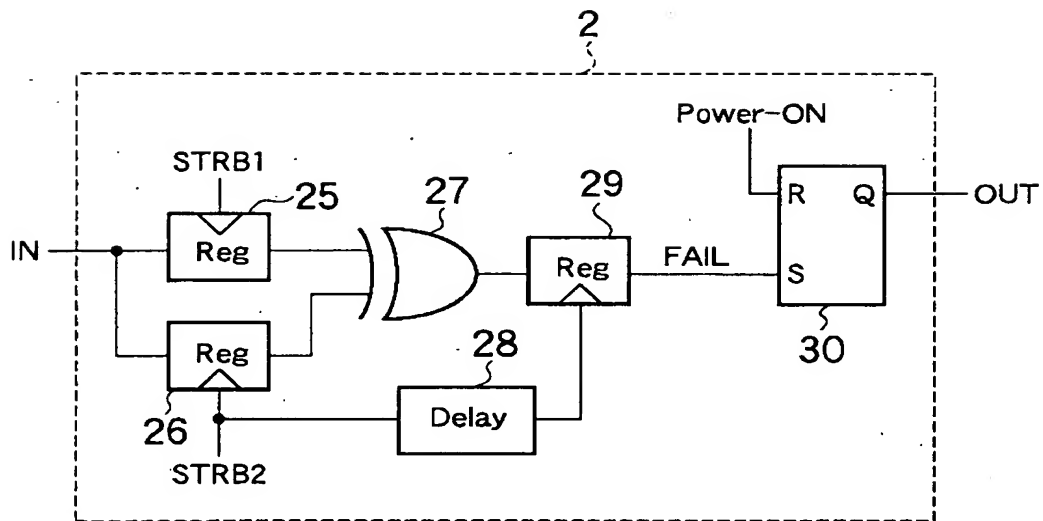 2
Power-ON
STRB1
25
27
29
IN
Reg
Reg
FAIL
R
Q
S
OUT
Reg
26
28
Delay
30
STRB2